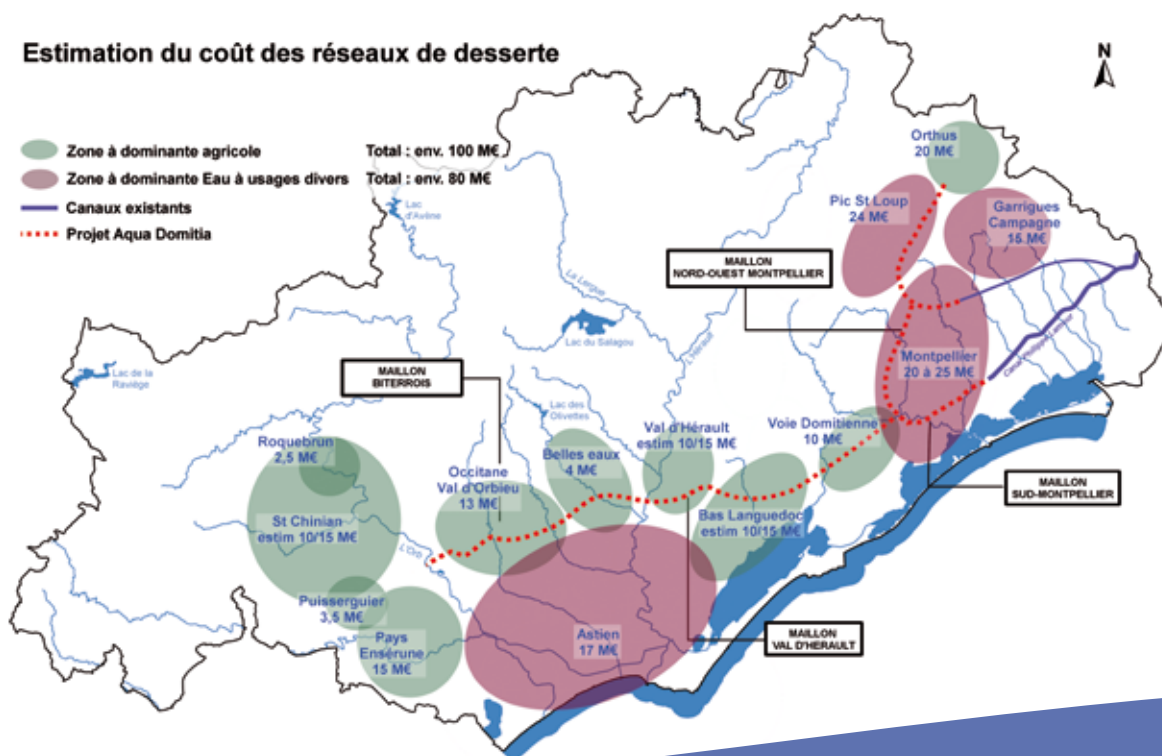 Estimation du coût des réseaux de desserte
N
Zone à dominante agricole Total : env. 100 M€
Zone à dominante Eau à usages divers Total : env. 80 M€
Canaux existants
Projet Aqua Domitia
Lac
d'Avène
Orthus
20 M€
Pic St Loup
24 M€
Garrigues
Campagne
15 M€
MAILLON
NORD-OUEST MONTPELLIER
La Lergue
Lac du Salagou
L'Hérault
Montpellier
20 à 25 M€
Lac de la
Raviège
MAILLON
BITERROIS
Lac des
Olivettes
Roquebrun
2,5 M€
Occitane
Val d'Orbieu
13 M€
Belles eaux
4 M€
Val d'Hérault
estim 10/15 M€
Voie Domitienne
10 M€
MAILLON
SUD-MONTPELLIER
St Chinian
estim 10/15 M€
Bas Languedoc
estim 10/15 M€
L'Orb
Puisserguier
3,5 M€
Pays
Ensérune
15 M€
Astien
17 M€
MAILLON
VAL D'HERAULT